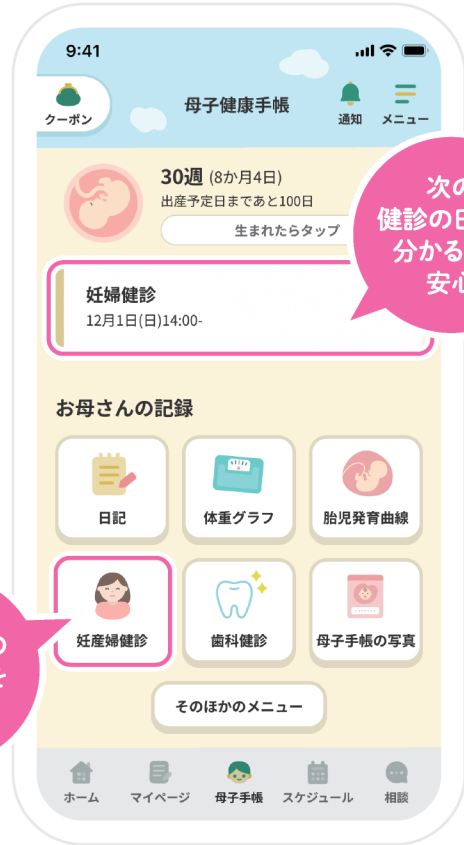 9:41
クーポン
母子健康手帳
通知
メニュー
30週 (8か月4日)
出産予定日まであと100日
生まれたらタップ
次の
健診の
分かる
安心
妊婦健診
12月1日(日)14:00-
お母さんの記録
日記
体重グラフ
胎児発育曲線
妊産婦健診
歯科健診
母子手帳の写真
そのほかのメニュー
ホーム
マイページ
母子手帳
スケジュール
相談